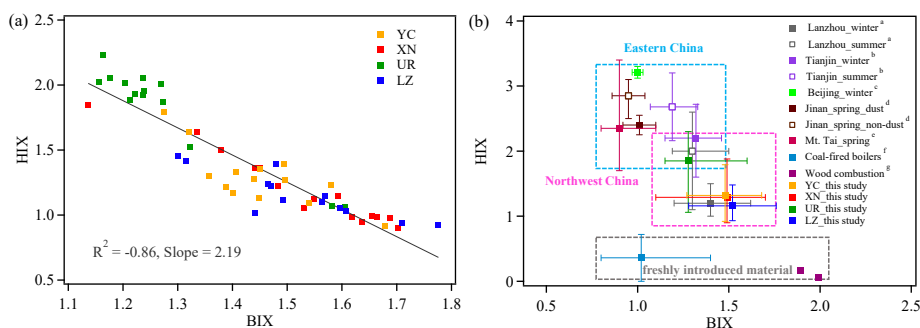 (a)
HIX
2.5
2.0
1.5
1.0
0.5
YC
XN
UR
LZ
R² = -0.86, Slope = 2.19
1.1 1.2 1.3 1.4 1.5 1.6 1.7 1.8
BIX
(b)
HIX
4
3
2
1
0
Eastern China
Northwest China
freshly introduced material
Lanzhou_winter ᵃ
Lanzhou_summer ᵃ
Tianjin_winter ᵇ
Tianjin_summer ᵇ
Beijing_winter ᶜ
Jinan_spring_dust ᵈ
Jinan_spring_non-dust ᵈ
Mt. Tai_spring ᵉ
Coal-fired boilers ᶠ
Wood combustion ᵍ
YC_this study
XN_this study
UR_this study
LZ_this study
0.5 1.0 1.5 2.0 2.5
BIX